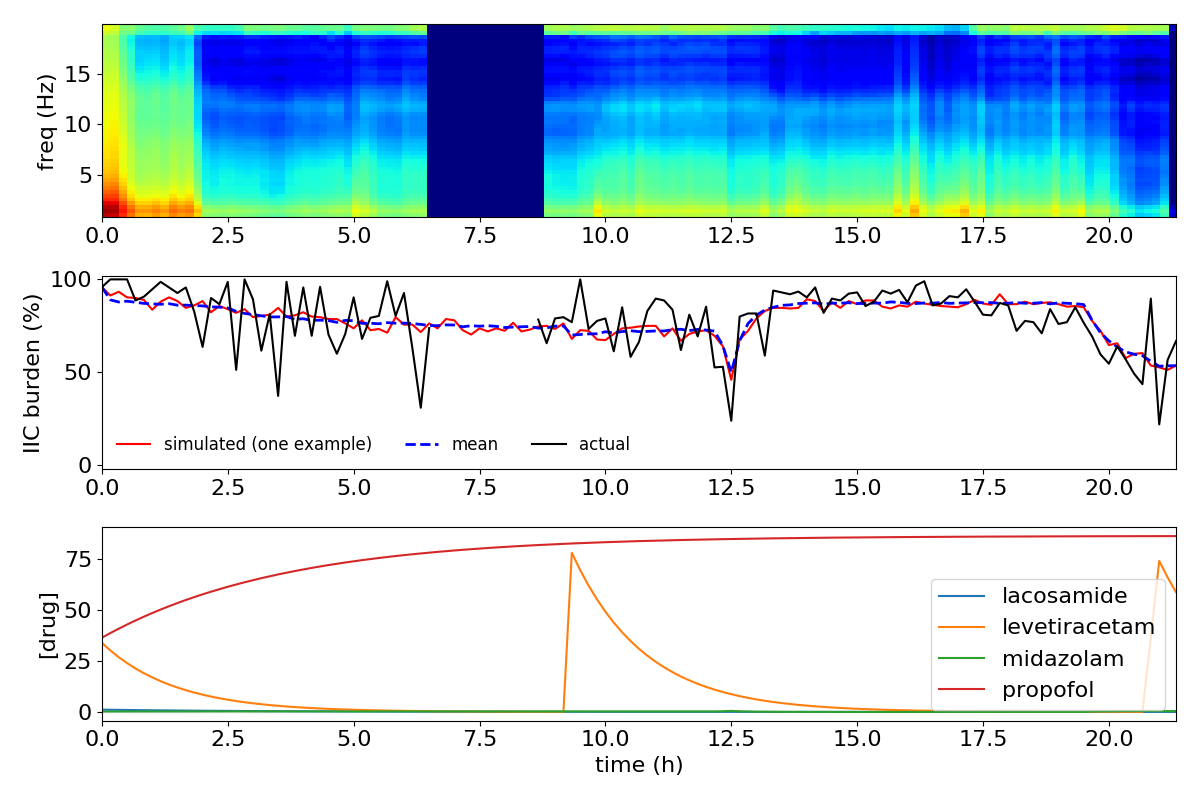 freq (Hz)
15
10
5
0.0 2.5 5.0 7.5 10.0 12.5 15.0 17.5 20.0
IIC burden (%)
100
50
0
simulated (one example) mean actual
0.0 2.5 5.0 7.5 10.0 12.5 15.0 17.5 20.0
[drug]
75
50
25
0
lacosamide
levetiracetam
midazolam
propofol
0.0 2.5 5.0 7.5 10.0 12.5 15.0 17.5 20.0
time (h)